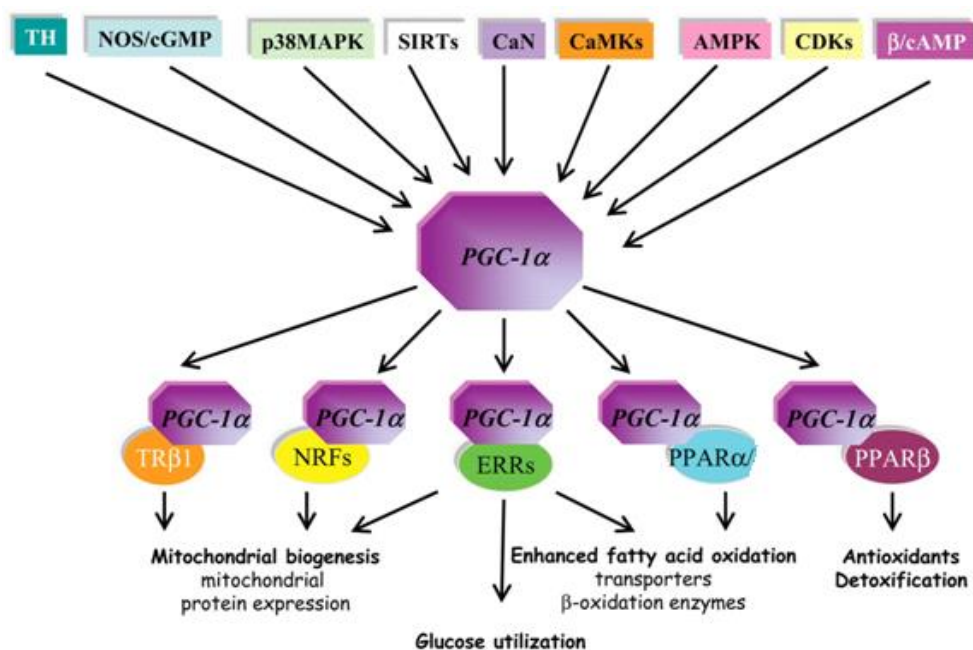 TH
NOS/cGMP
p38MAPK
SIRTs
CaN
CaMKs
AMPK
CDKs
β/cAMP
PGC-1α
PGC-1α
PGC-1α
PGC-1α
PGC-1α
PGC-1α
TRβ1
NRFs
ERRs
PPARα/
PPARβ
Mitochondrial biogenesis
mitochondrial
protein expression
Enhanced fatty acid oxidation
transporters
β-oxidation enzymes
Antioxidants
Detoxification
Glucose utilization